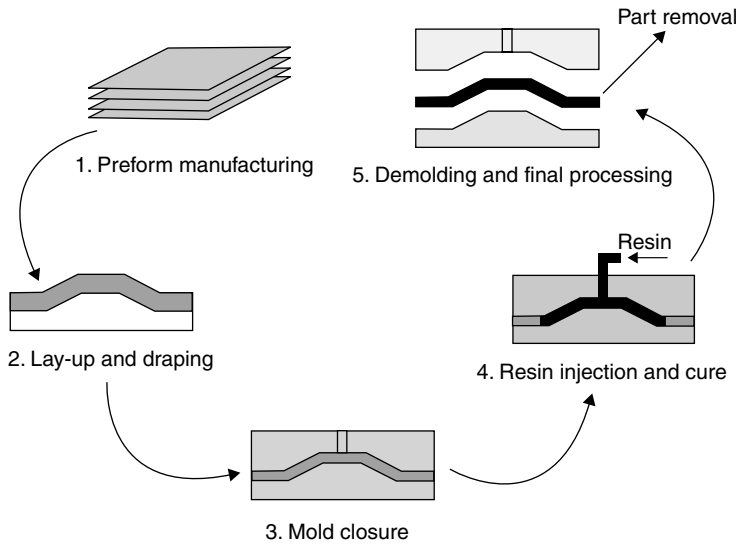 Part removal
1. Preform manufacturing
5. Demolding and final processing
Resin
2. Lay-up and draping
4. Resin injection and cure
3. Mold closure